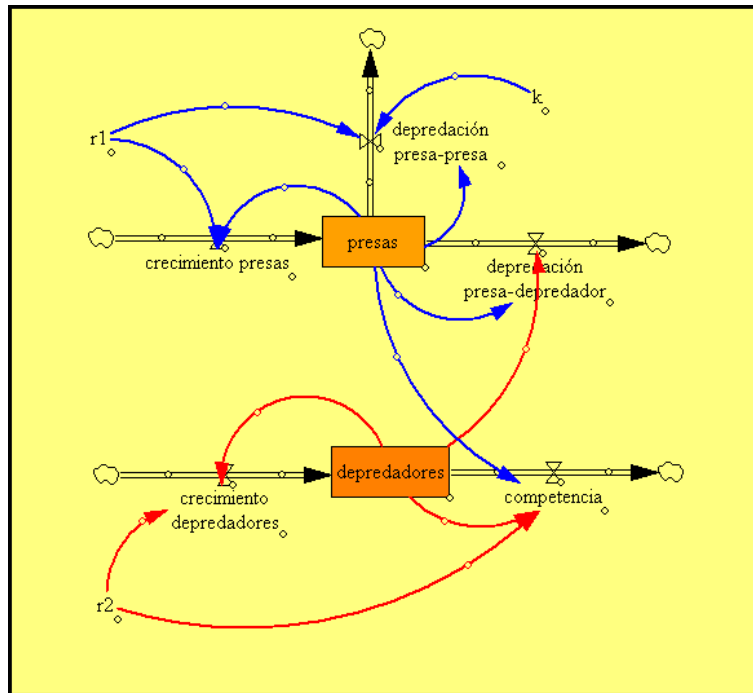 k
r1
depredación
presa-presa
presas
crecimiento presas
depredación
presa-depredador
depredadores
crecimiento
depredadores
competencia
r2